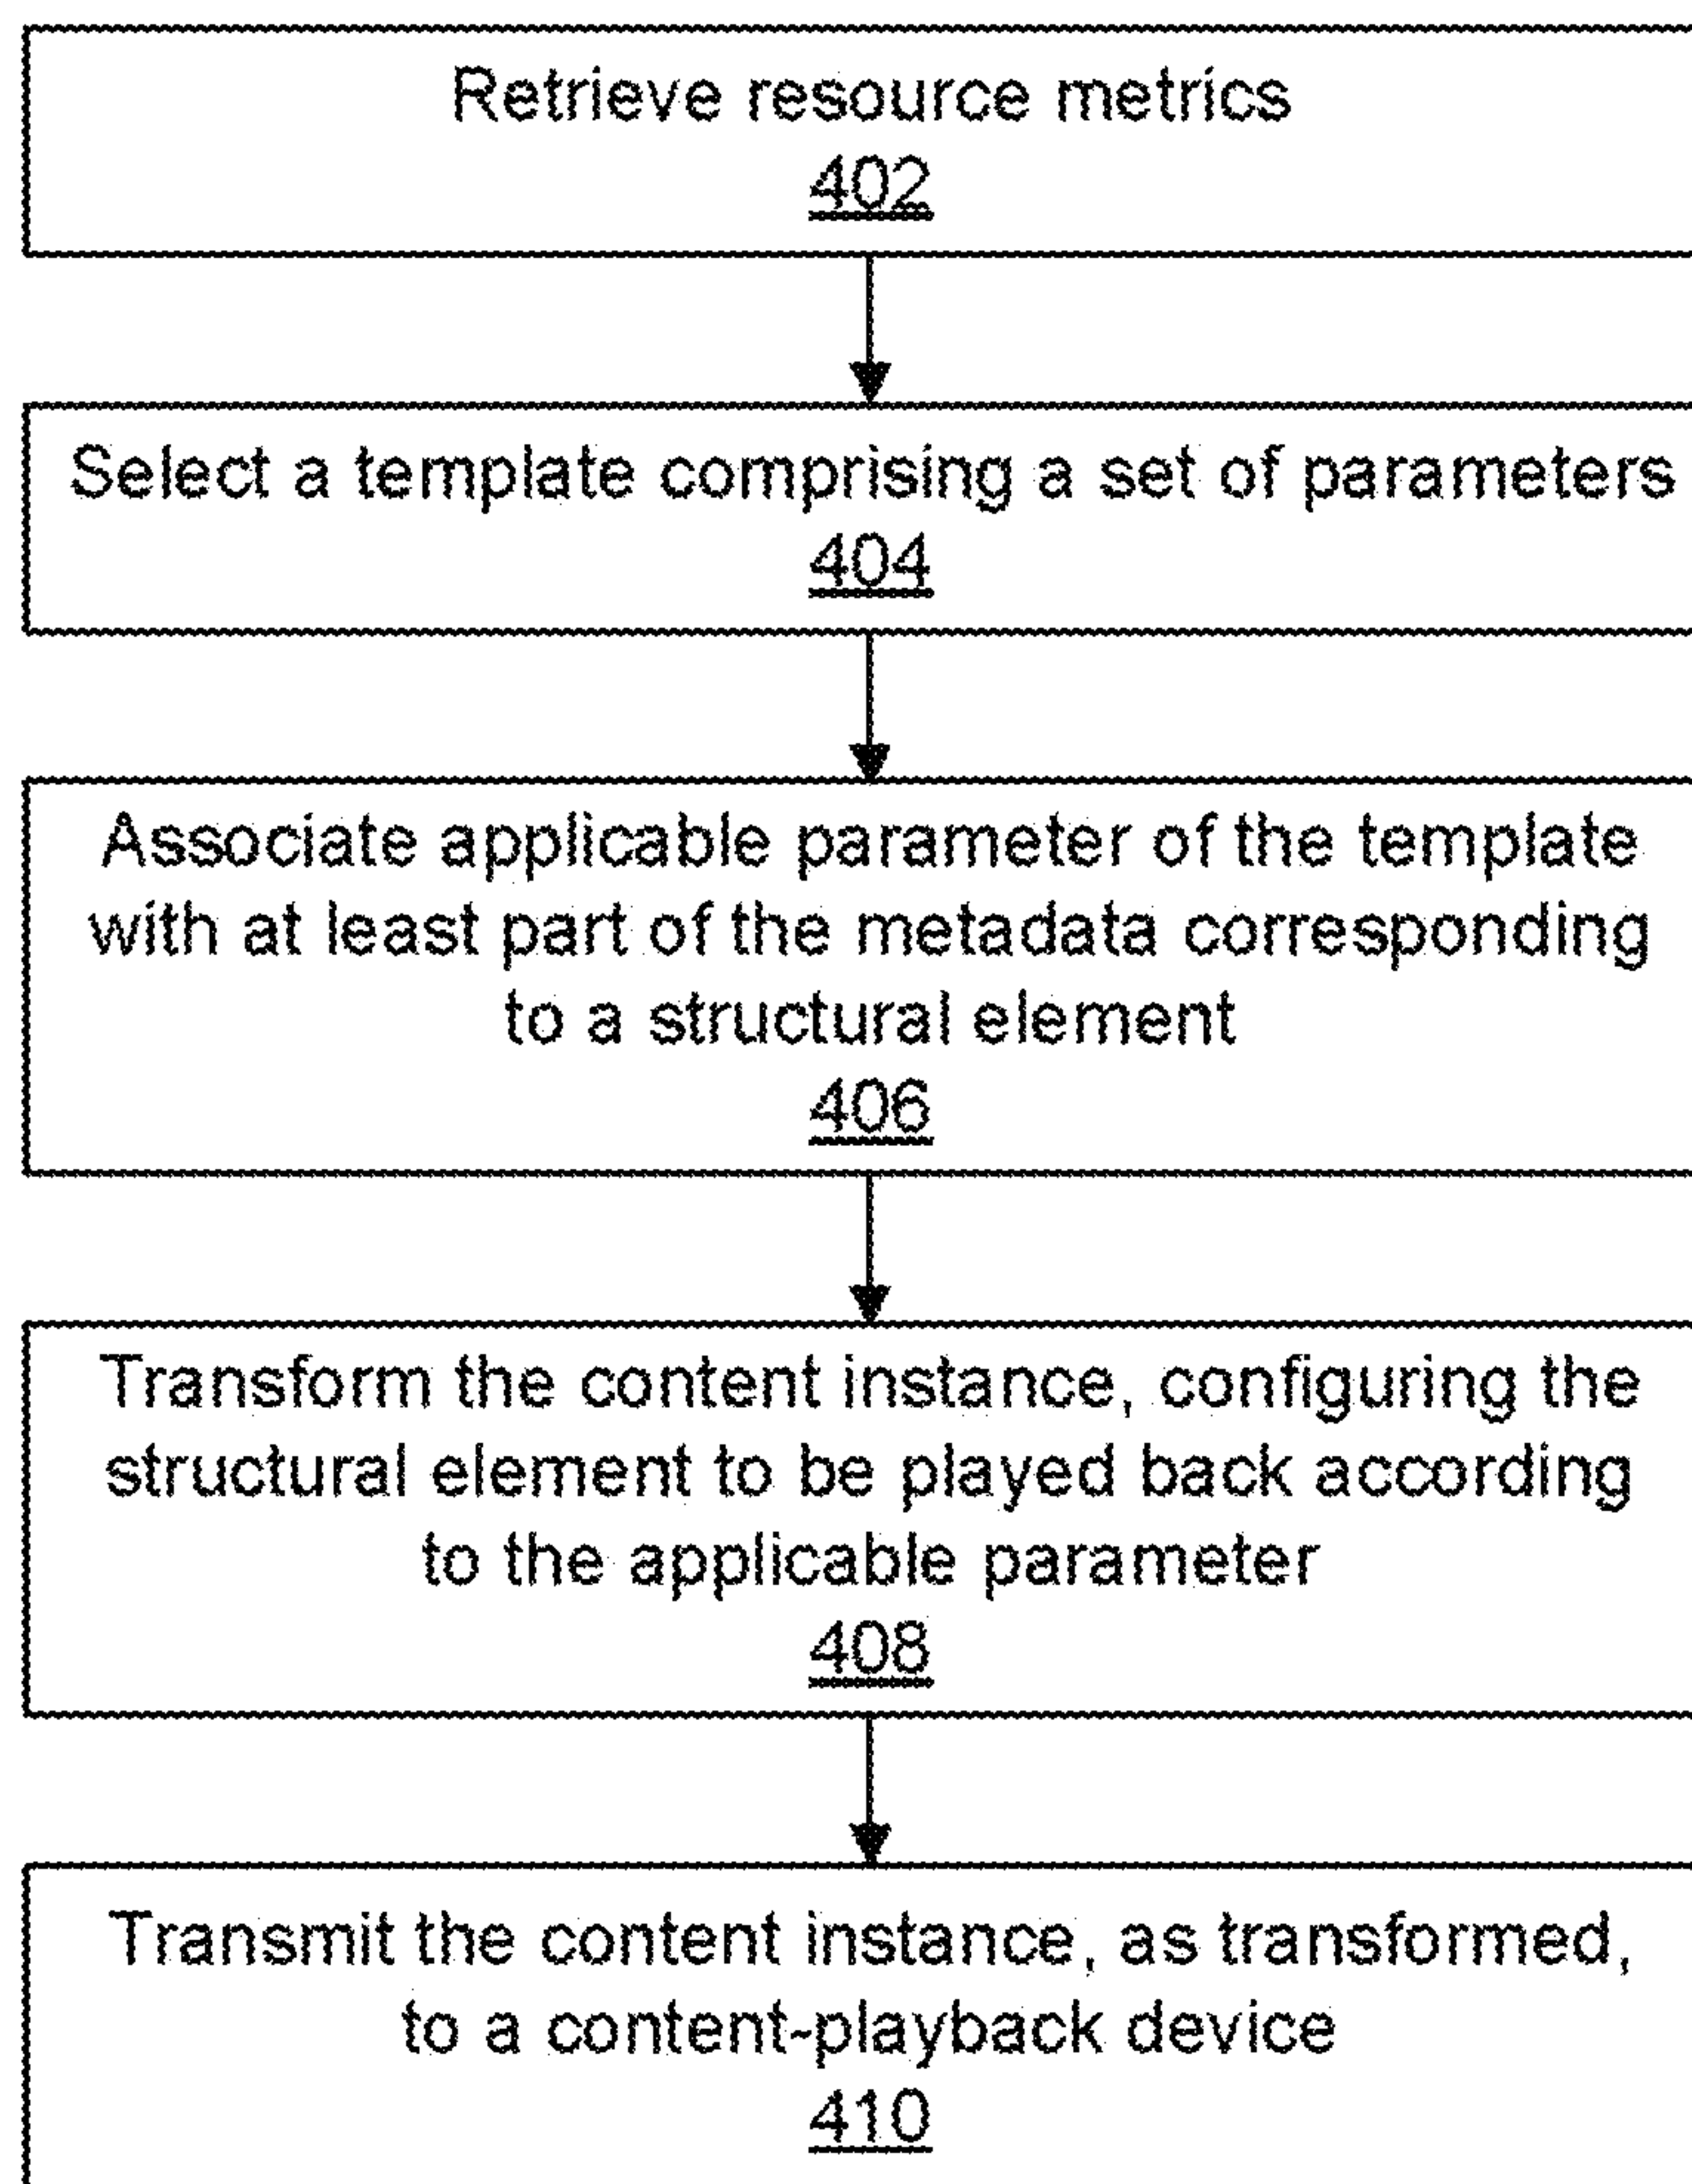 Retrieve resource metrics
402
Select a template comprising a set of parameters
404
Associate applicable parameter of the template
with at least part of the metadata corresponding
to a structural element
406
Transform the content instance, configuring the
structural element to be played back according
to the applicable parameter
408
Transmit the content instance, as transformed,
to a content-playback device
410